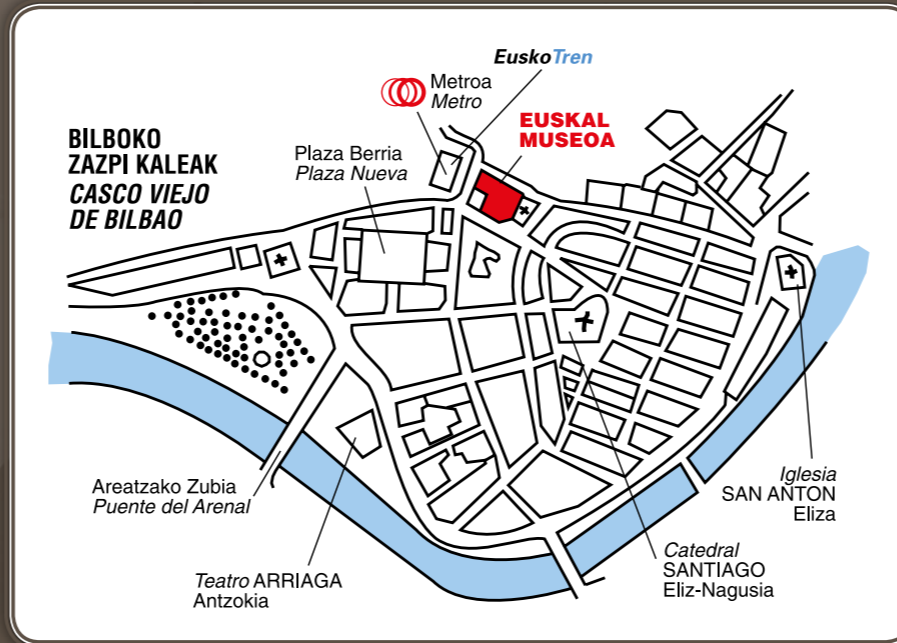 EuskoTren
Metroa
Metro
EUSKAL
MUSEOA
BILBOKO
ZAZPI KALEAK
CASCO VIEJO
DE BILBAO
Plaza Berria
Plaza Nueva
Areatzako Zubia
Puente del Arenal
Teatro ARRIAGA
Antzokia
Iglesia
SAN ANTON
Eliza
Catedral
SANTIAGO
Eliz-Nagusia